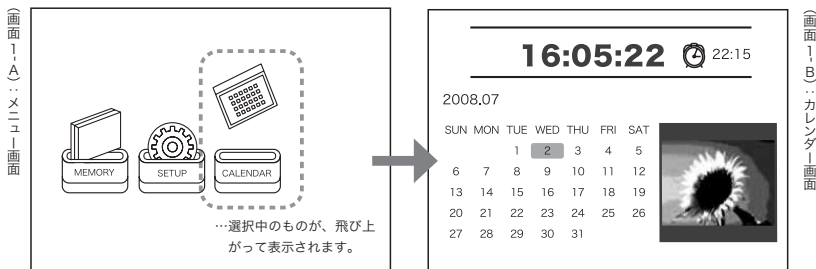 （画面1-A）：メニュー画面
MEMORY
SETUP
CALENDAR
…選択中のものが、飛び上
がって表示されます。
16:05:22 22:15
2008.07
SUN MON TUE WED THU FRI SAT
1 2 3 4 5
6 7 8 9 10 11 12
13 14 15 16 17 18 19
20 21 22 23 24 25 26
27 28 29 30 31
（画面1-B）：カレンダー画面